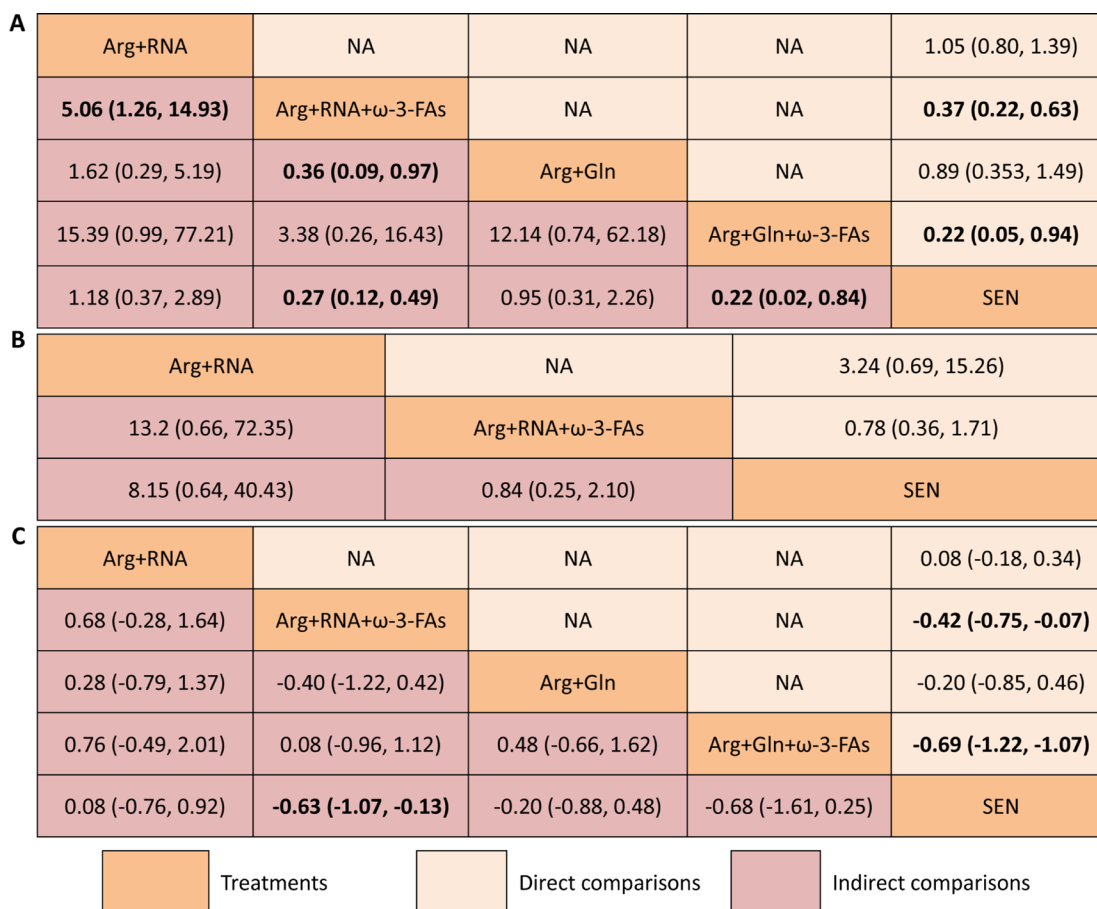 A
Arg+RNA NA NA NA 1.05 (0.80, 1.39)
5.06 (1.26, 14.93) Arg+RNA+ω-3-FAs NA NA 0.37 (0.22, 0.63)
1.62 (0.29, 5.19) 0.36 (0.09, 0.97) Arg+Gln NA 0.89 (0.353, 1.49)
15.39 (0.99, 77.21) 3.38 (0.26, 16.43) 12.14 (0.74, 62.18) Arg+Gln+ω-3-FAs 0.22 (0.05, 0.94)
1.18 (0.37, 2.89) 0.27 (0.12, 0.49) 0.95 (0.31, 2.26) 0.22 (0.02, 0.84) SEN
B
Arg+RNA NA 3.24 (0.69, 15.26)
13.2 (0.66, 72.35) Arg+RNA+ω-3-FAs 0.78 (0.36, 1.71)
8.15 (0.64, 40.43) 0.84 (0.25, 2.10) SEN
C
Arg+RNA NA NA NA 0.08 (-0.18, 0.34)
0.68 (-0.28, 1.64) Arg+RNA+ω-3-FAs NA NA -0.42 (-0.75, -0.07)
0.28 (-0.79, 1.37) -0.40 (-1.22, 0.42) Arg+Gln NA -0.20 (-0.85, 0.46)
0.76 (-0.49, 2.01) 0.08 (-0.96, 1.12) 0.48 (-0.66, 1.62) Arg+Gln+ω-3-FAs -0.69 (-1.22, -1.07)
0.08 (-0.76, 0.92) -0.63 (-1.07, -0.13) -0.20 (-0.88, 0.48) -0.68 (-1.61, 0.25) SEN
Treatments Direct comparisons Indirect comparisons